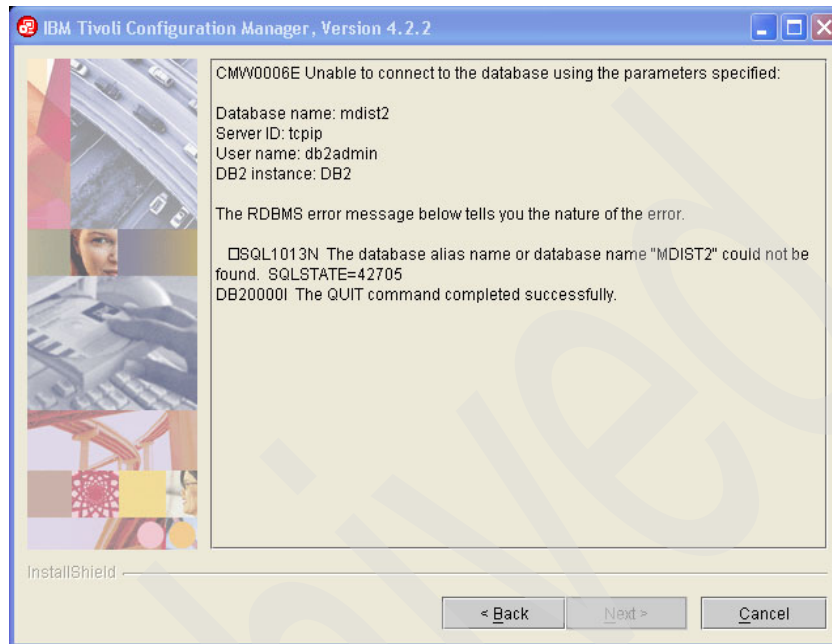 IBM Tivoli Configuration Manager, Version 4.2.2
CMW0006E Unable to connect to the database using the parameters specified:
Database name: mdist2
Server ID: tcpip
User name: db2admin
DB2 instance: DB2
The RDBMS error message below tells you the nature of the error.
□SQL1013N The database alias name or database name "MDIST2" could not be
found. SQLSTATE=42705
DB20000I The QUIT command completed successfully.
InstallShield
< Back Next > Cancel